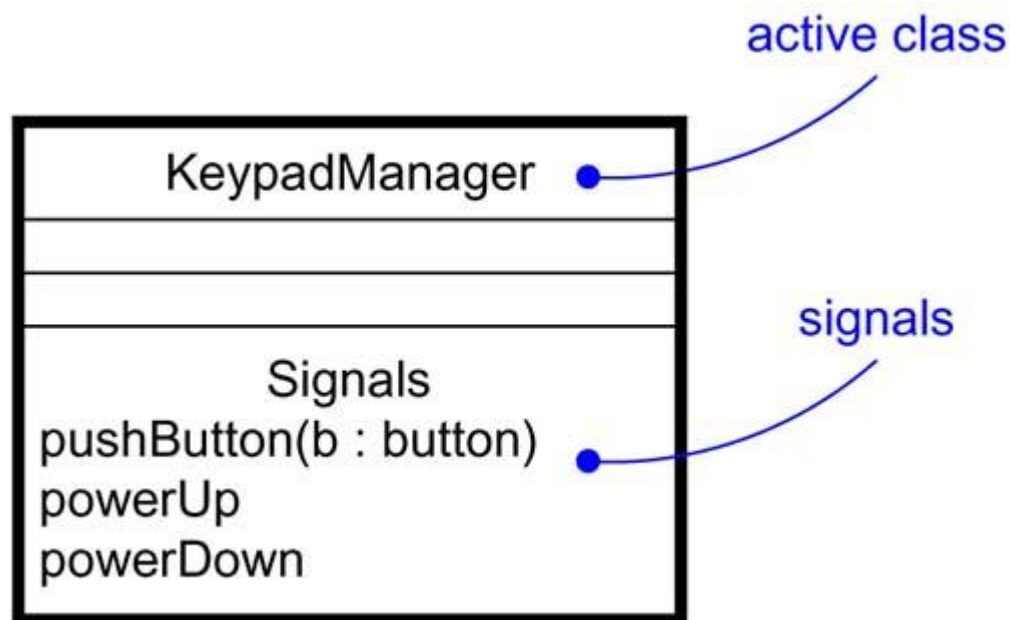 active class
KeypadManager
signals
Signals
pushButton(b : button)
powerUp
powerDown